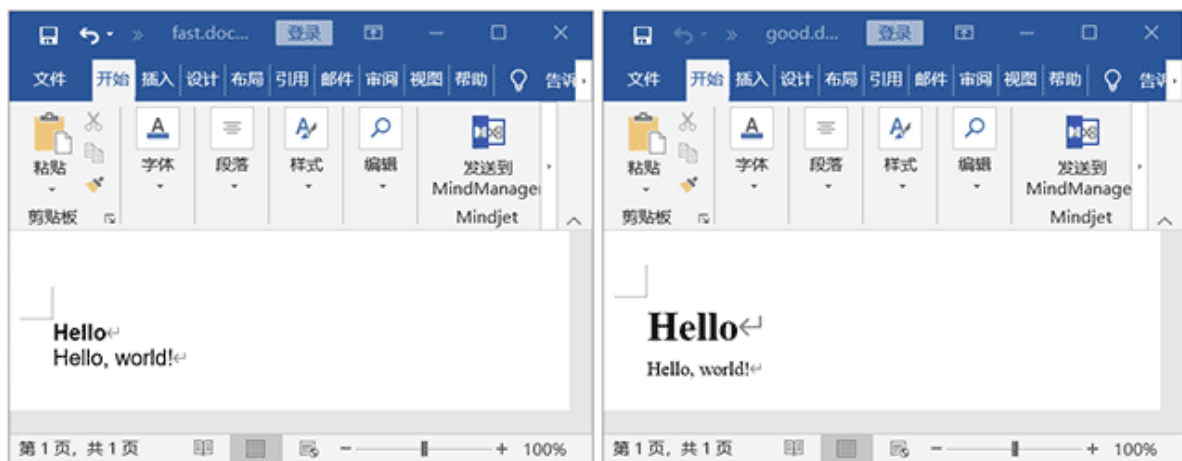 fast.doc... 登录
文件 开始 插入 设计 布局 引用 邮件 审阅 视图 帮助 告诉
粘贴 字体 段落 样式 编辑 发送到
MindManager
剪贴板 Mindjet
Hello
Hello, world!
第 1 页, 共 1 页 100%
good.d... 登录
文件 开始 插入 设计 布局 引用 邮件 审阅 视图 帮助 告诉
粘贴 字体 段落 样式 编辑 发送到
MindManage
剪贴板 Mindjet
Hello
Hello, world!
第 1 页, 共 1 页 100%